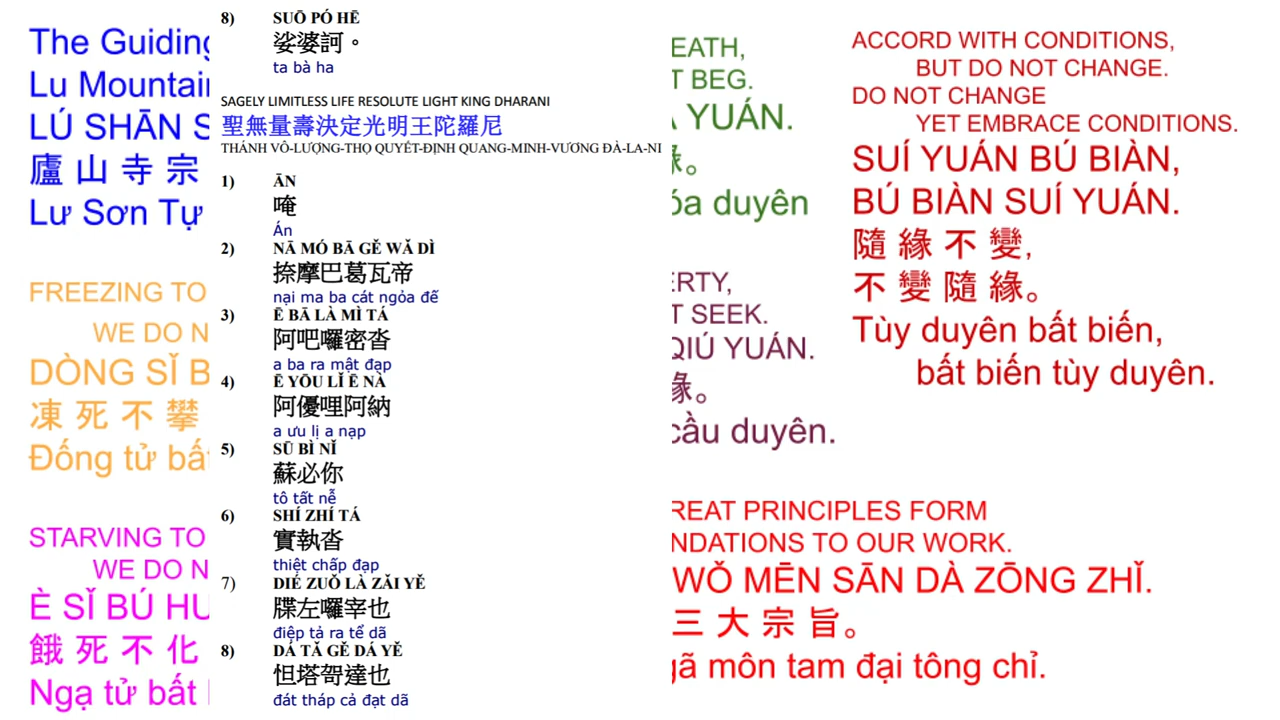 The Guiding
Lu Mountain
LÚ SHĀN S
廬 山 寺 宗
Lư Sơn Tự
FREEZING TO
WE DO N
DÒNG SǏ B
凍 死 不 攀
Đống tử bất
STARVING TO
WE DO N
È SǏ BÚ HU
餓 死 不 化
Ngạ tử bất
8) SUŌ PÓ HĒ
娑婆訶。
ta bà ha
SAGELY LIMITLESS LIFE RESOLUTE LIGHT KING DHARANI
聖無量壽決定光明王陀羅尼
THÁNH VÔ-LƯỢNG-THỌ QUYẾT-ĐỊNH QUANG-MINH-VƯƠNG ĐÀ-LA-NI
1) ĀN
唵
Án
2) NĀ MÓ BĀ GĚ WǍ DÌ
捺摩巴葛瓦帝
nại ma ba cát ngỏa đế
3) Ē BĀ LÀ MÌ TÁ
阿吧囉密沓
a ba ra mật đạp
4) Ē YŌU LǏ Ē NÀ
阿優哩阿納
a ưu lị a nạp
5) SŪ BÌ NǏ
蘇必你
tô tất nễ
6) SHÍ ZHÍ TÁ
實執沓
thiệt chấp đạp
7) DIÉ ZUǑ LÀ ZǍI YĚ
牒左囉宰也
điệp tả ra tể dã
8) DÁ TǍ GĚ DÁ YĚ
怛塔哿達也
đát tháp cả đạt dã
EATH,
T BEG.
YUÁN.
緣。
óa duyên
ERTY,
T SEEK.
QIÚ YUÁN.
緣。
cầu duyên.
ACCORD WITH CONDITIONS,
BUT DO NOT CHANGE.
DO NOT CHANGE
YET EMBRACE CONDITIONS.
SUÍ YUÁN BÚ BIÀN,
BÚ BIÀN SUÍ YUÁN.
隨 緣 不 變,
不 變 隨 緣。
Tùy duyên bất biến,
bất biến tùy duyên.
REAT PRINCIPLES FORM
NDATIONS TO OUR WORK.
WǑ MĒN SĀN DÀ ZŌNG ZHǏ.
三 大 宗 旨。
gã môn tam đại tông chỉ.